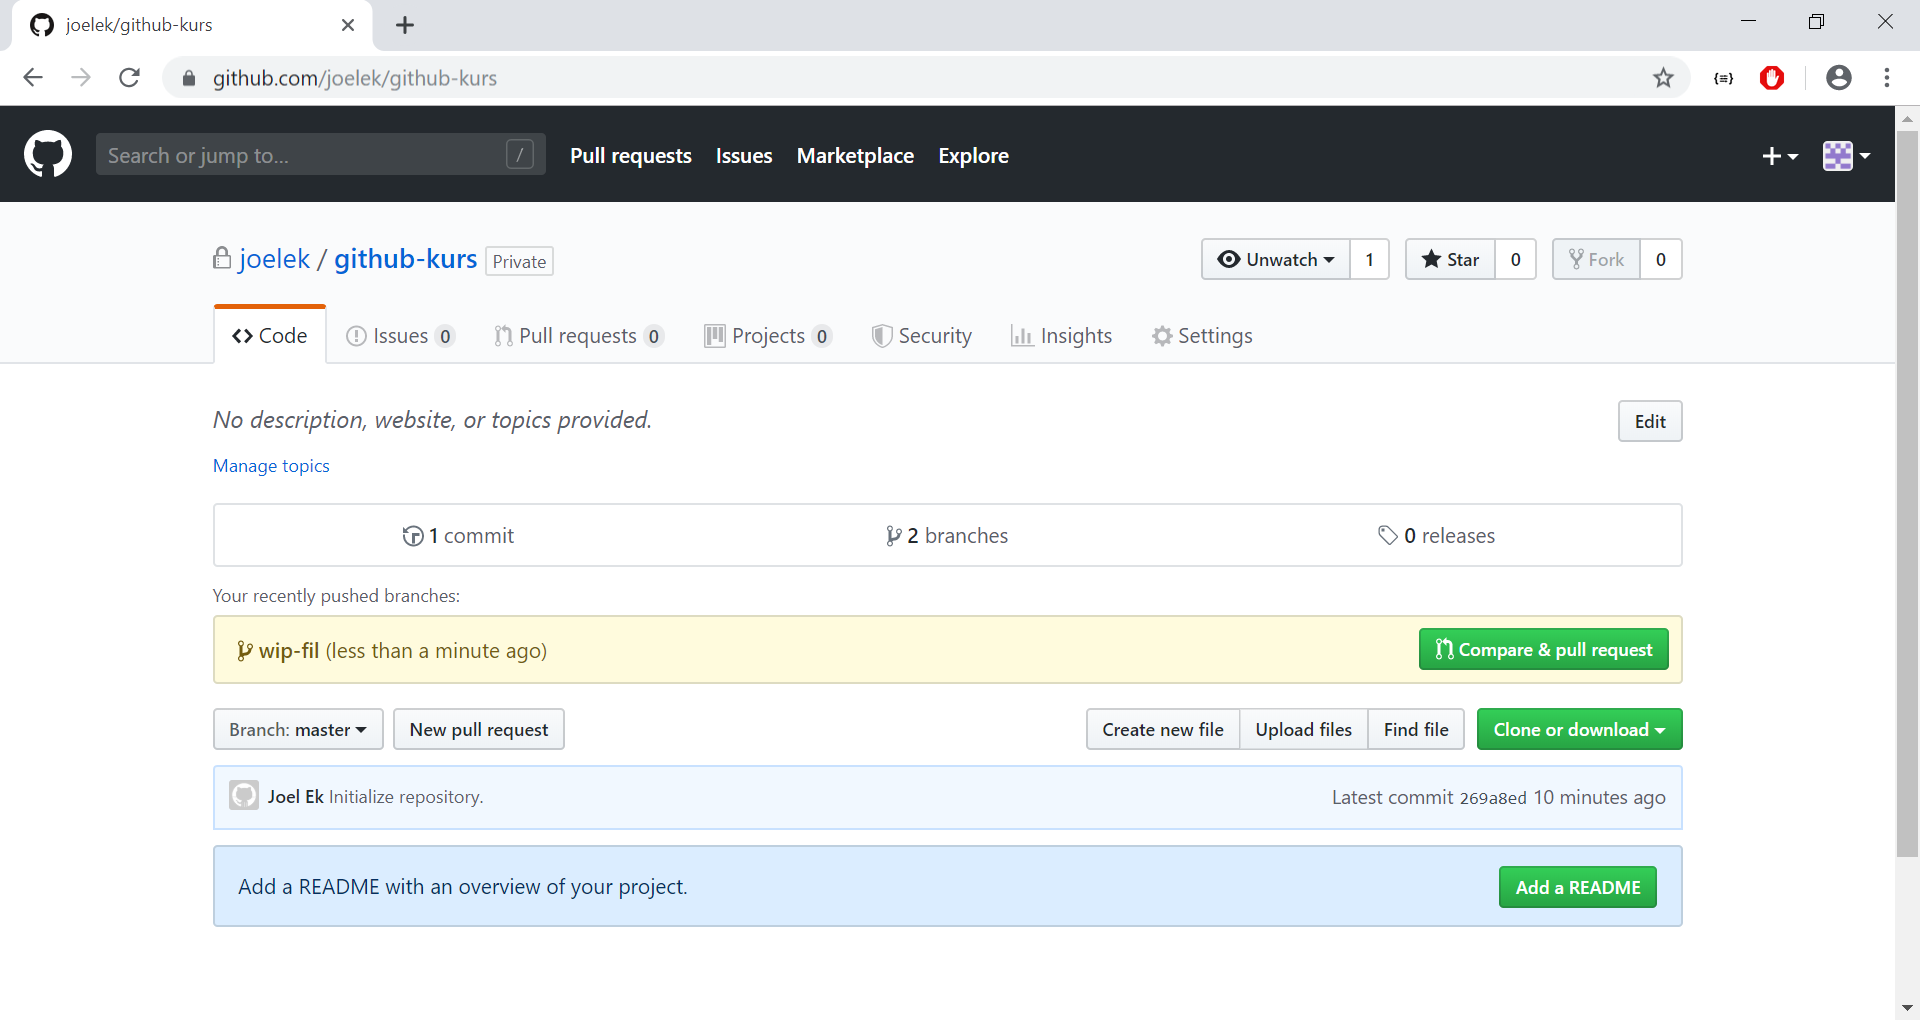 joelek/github-kurs
github.com/joelek/github-kurs
Search or jump to... / Pull requests Issues Marketplace Explore
joelek / github-kurs Private Unwatch 1 Star 0 Fork 0
Code Issues 0 Pull requests 0 Projects 0 Security Insights Settings
No description, website, or topics provided. Edit
Manage topics
1 commit 2 branches 0 releases
Your recently pushed branches:
wip-fil (less than a minute ago) Compare & pull request
Branch: master New pull request Create new file Upload files Find file Clone or download
Joel Ek Initialize repository. Latest commit 269a8ed 10 minutes ago
Add a README with an overview of your project. Add a README